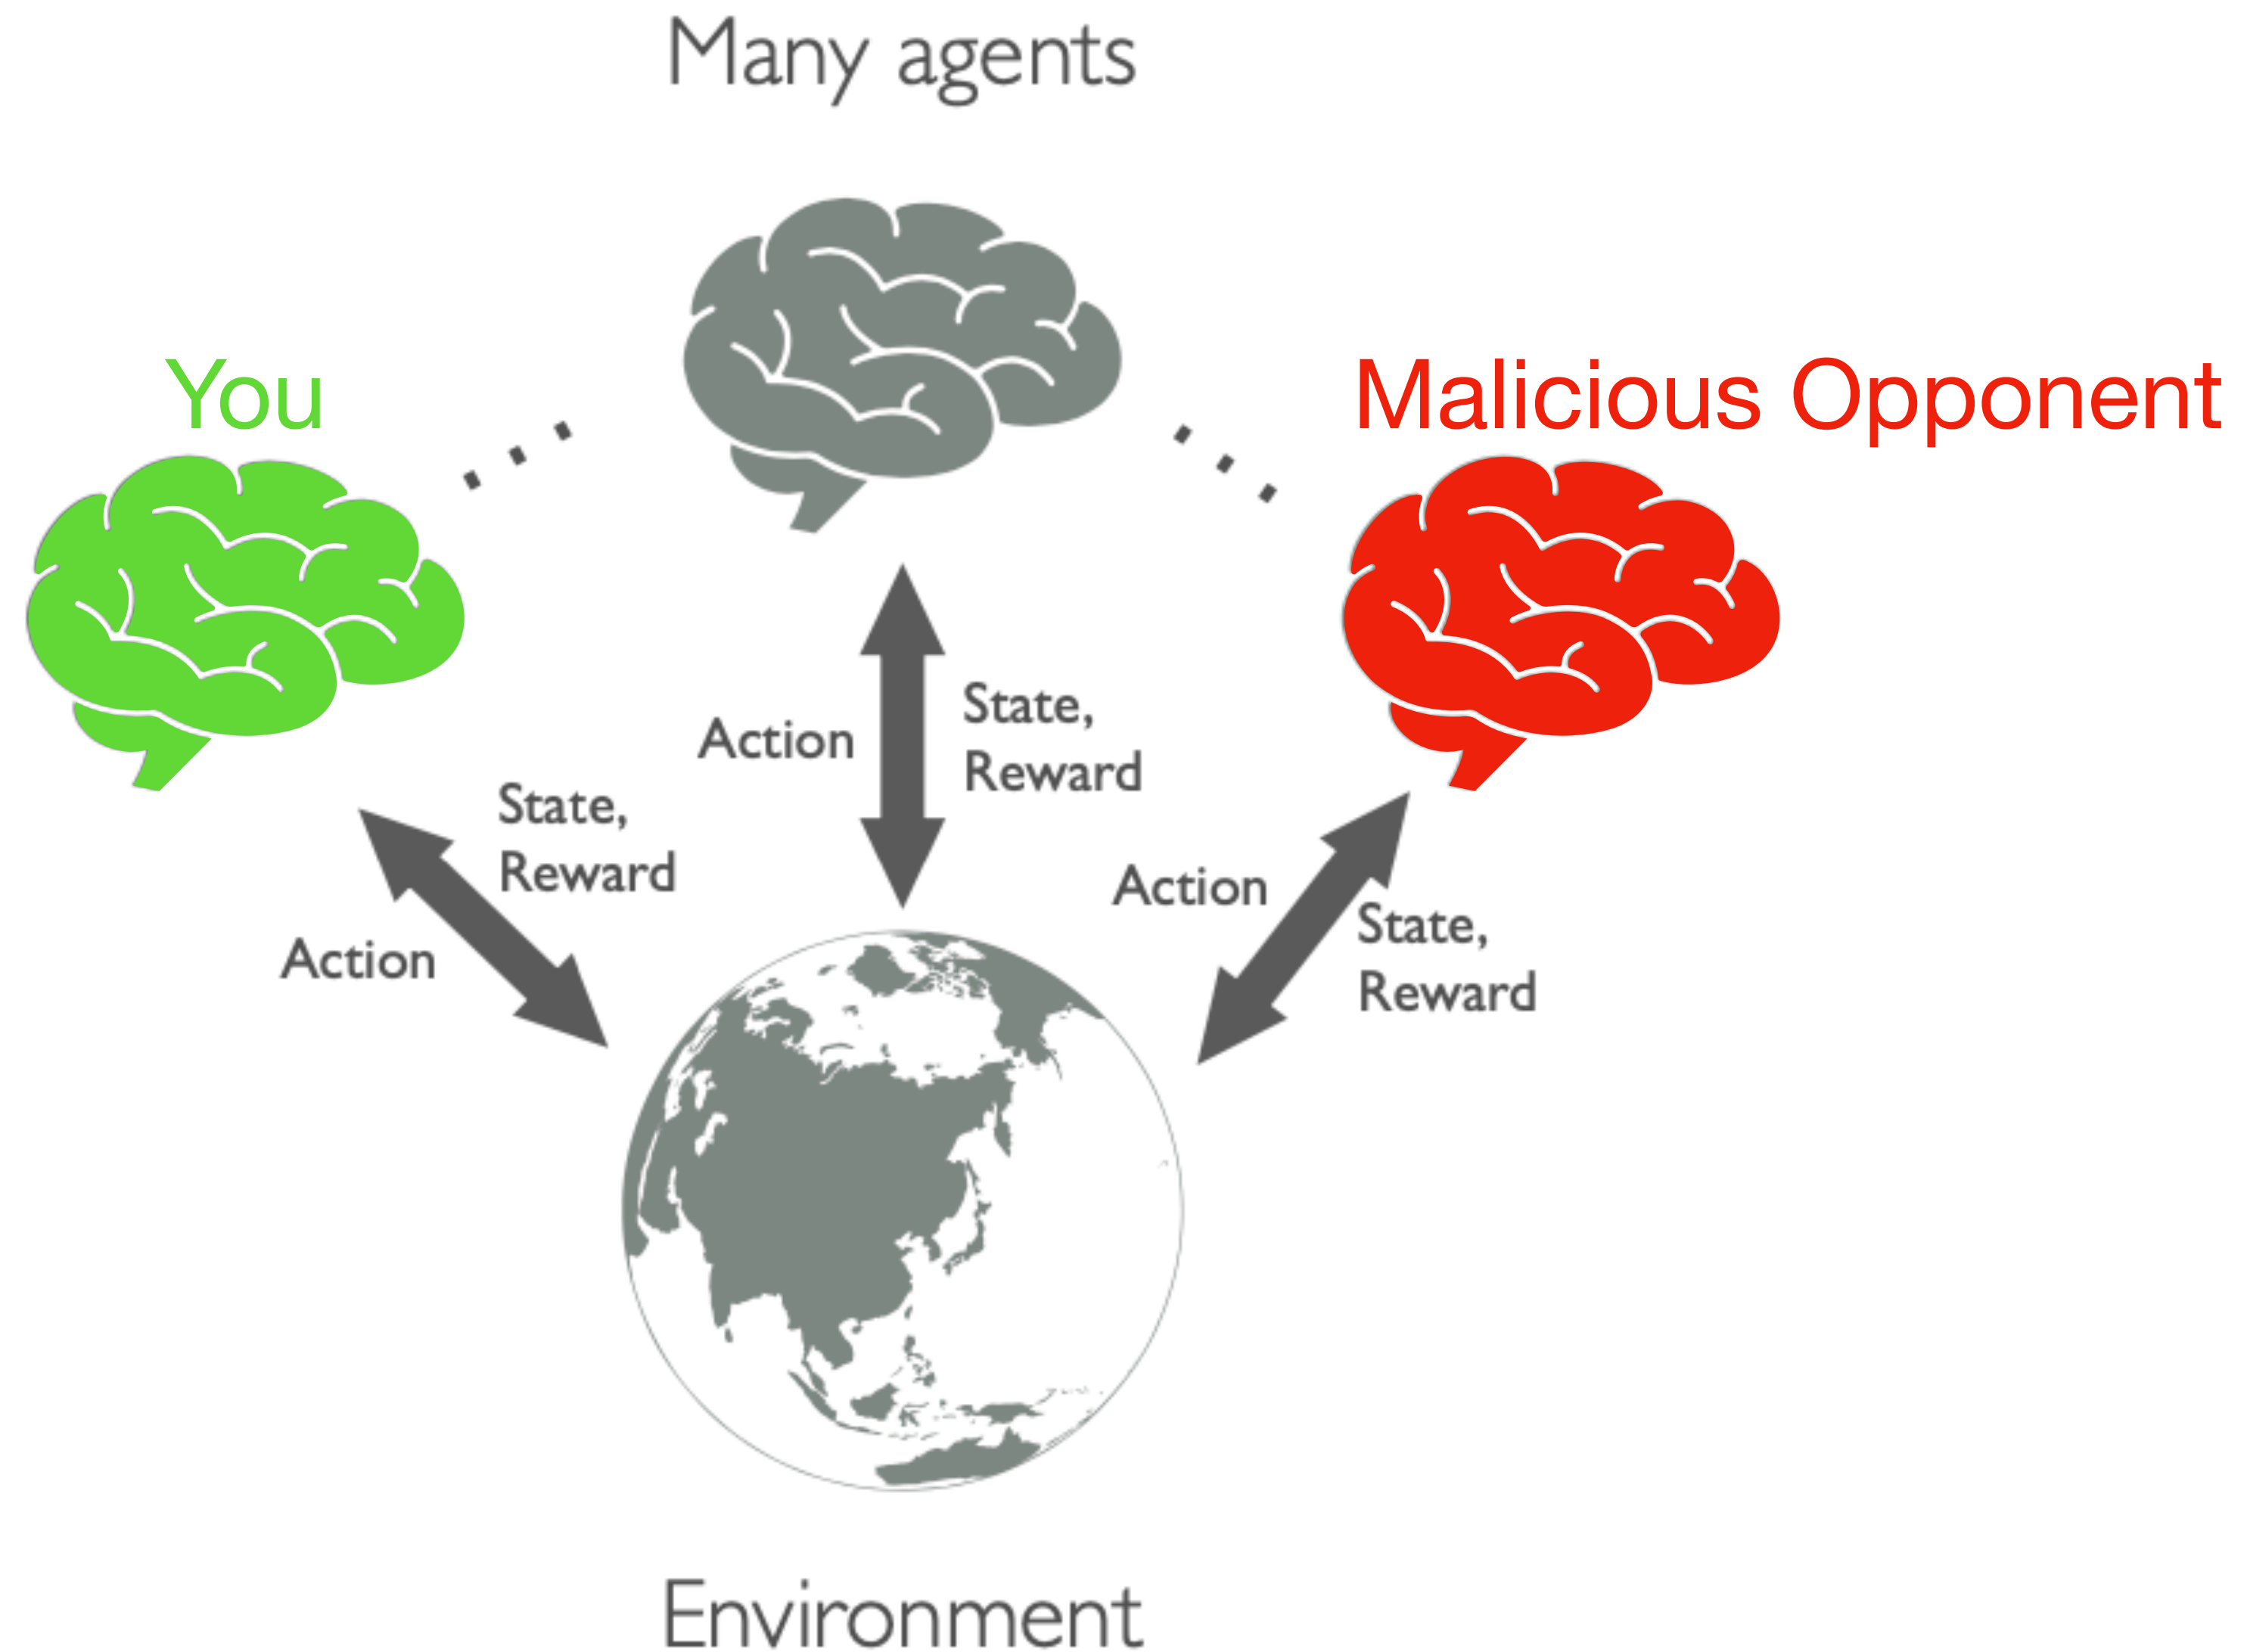 Many agents
You
Malicious Opponent
Action
State,
Reward
State,
Reward
Action
Action
State,
Reward
Environment